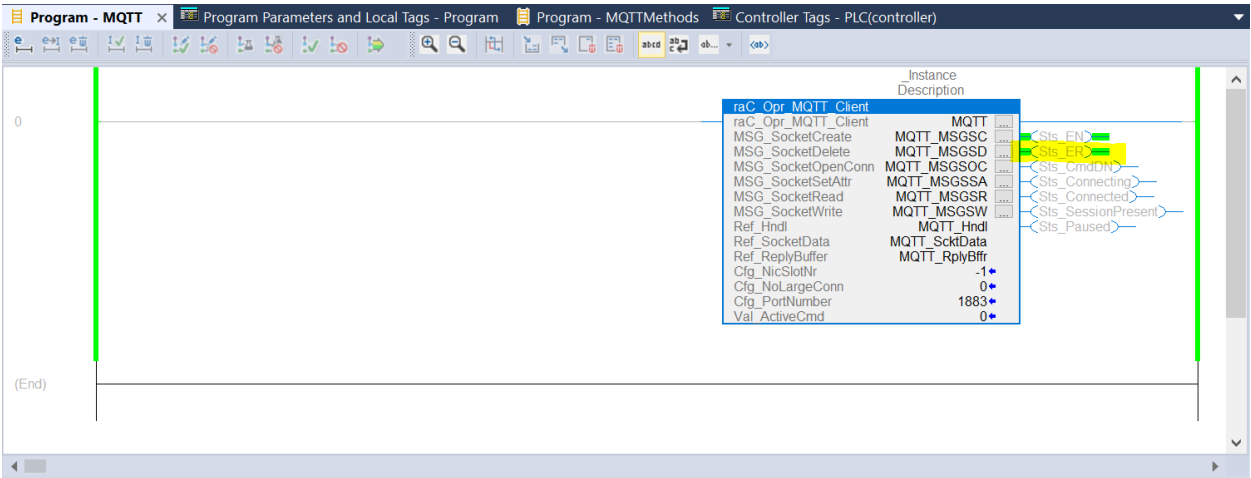 Program - MQTT × Program Parameters and Local Tags - Program Program - MQTTMethods Controller Tags - PLC(controller)
abcd ab ab...
_Instance
Description
raC_Opr_MQTT_Client
0 raC_Opr_MQTT_Client MQTT ...
MSG_SocketCreate MQTT_MSGSC ... Sts_EN
MSG_SocketDelete MQTT_MSGSD ... Sts_ER
MSG_SocketOpenConn MQTT_MSGSOC ... Sts_CmdDN
MSG_SocketSetAttr MQTT_MSGSSA ... Sts_Connecting
MSG_SocketRead MQTT_MSGSR ... Sts_Connected
MSG_SocketWrite MQTT_MSGSW ... Sts_SessionPresent
Ref_Hndl MQTT_Hndl Sts_Paused
Ref_SocketData MQTT_ScktData
Ref_ReplyBuffer MQTT_RplyBffr
Cfg_NicSlotNr -1
Cfg_NoLargeConn 0
Cfg_PortNumber 1883
Val_ActiveCmd 0
(End)